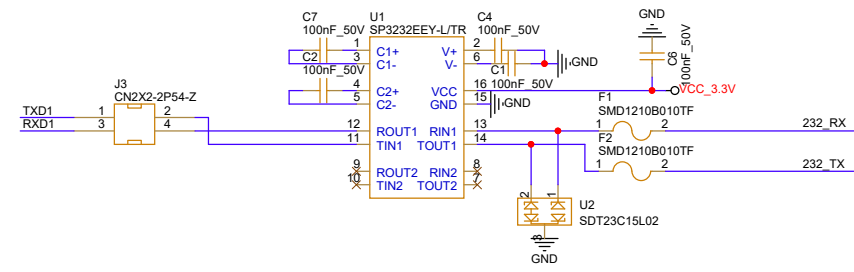 C7
100nF_50V
U1
SP3232EEY-L/TR
C4
100nF_50V
GND
1 C1+ V+ 2
3 C1- V- 6
C2
100nF_50V
C1
100nF_50V
GND
C6
100nF_50V
4 C2+ VCC 16
5 C2- GND 15
GND
VCC_3.3V
J3
CN2X2-2P54-Z
F1
SMD1210B010TF
TXD1 1 2
RXD1 3 4
12 ROUT1 RIN1 13
1 2 232_RX
11 TIN1 TOUT1 14
F2
SMD1210B010TF
1 2 232_TX
9 ROUT2 RIN2 8
10 TIN2 TOUT2 7
2 1
U2
SDT23C15L02
3
GND